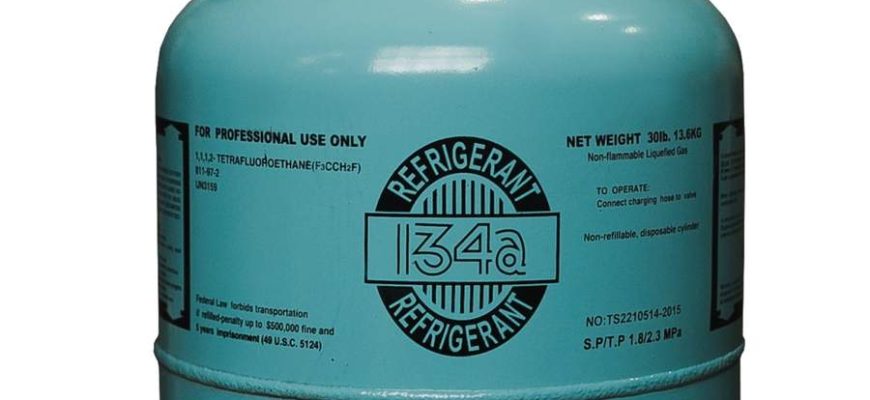 FOR PROFESSIONAL USE ONLY
1,1,1,2- TETRAFLUOROETHANE(F3CCH2F)
811-97-2
UN3159
Federal Law forbids transportation
if refilled-penalty up to $500,000 fine and
5 years imprisonment (49 U.S.C. 5124)
REFRIGERANT
134a
REFRIGERANT
NET WEIGHT 30lb. 13.6KG
Non-flammable Liquefied Gas
TO OPERATE:
Connect charging hose to valve
Non-refillable, disposable cylinder
NO:TS2210514-2015
S.P/T.P 1.8/2.3 MPa